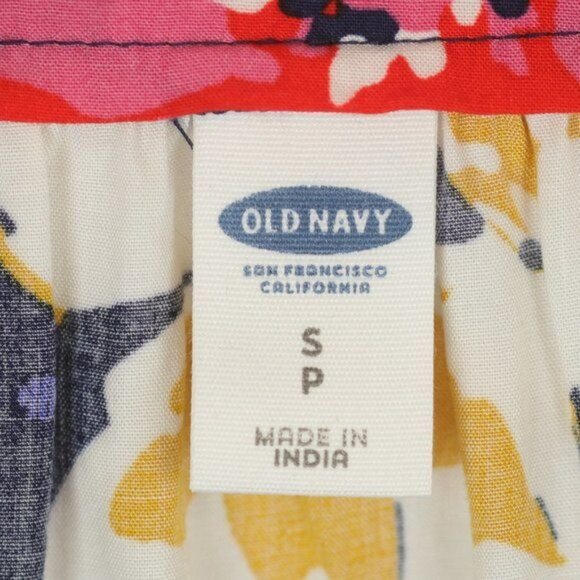 OLD NAVY
SAN FRANCISCO
CALIFORNIA
S
P
MADE IN
INDIA